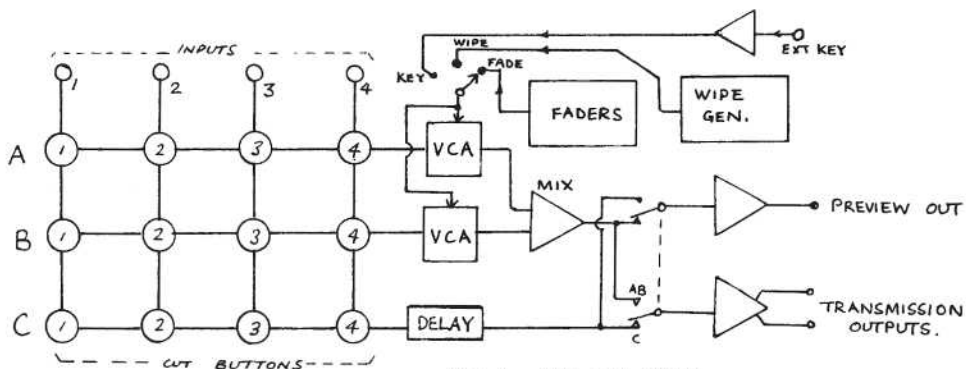 INPUTS
1 2 3 4
WIPE
KEY
FADE
EXT KEY
FADERS
WIPE
GEN.
A 1 2 3 4 VCA
MIX
B 1 2 3 4 VCA
PREVIEW OUT
AB
C 1 2 3 4 DELAY
C
TRANSMISSION
OUTPUTS.
CUT BUTTONS